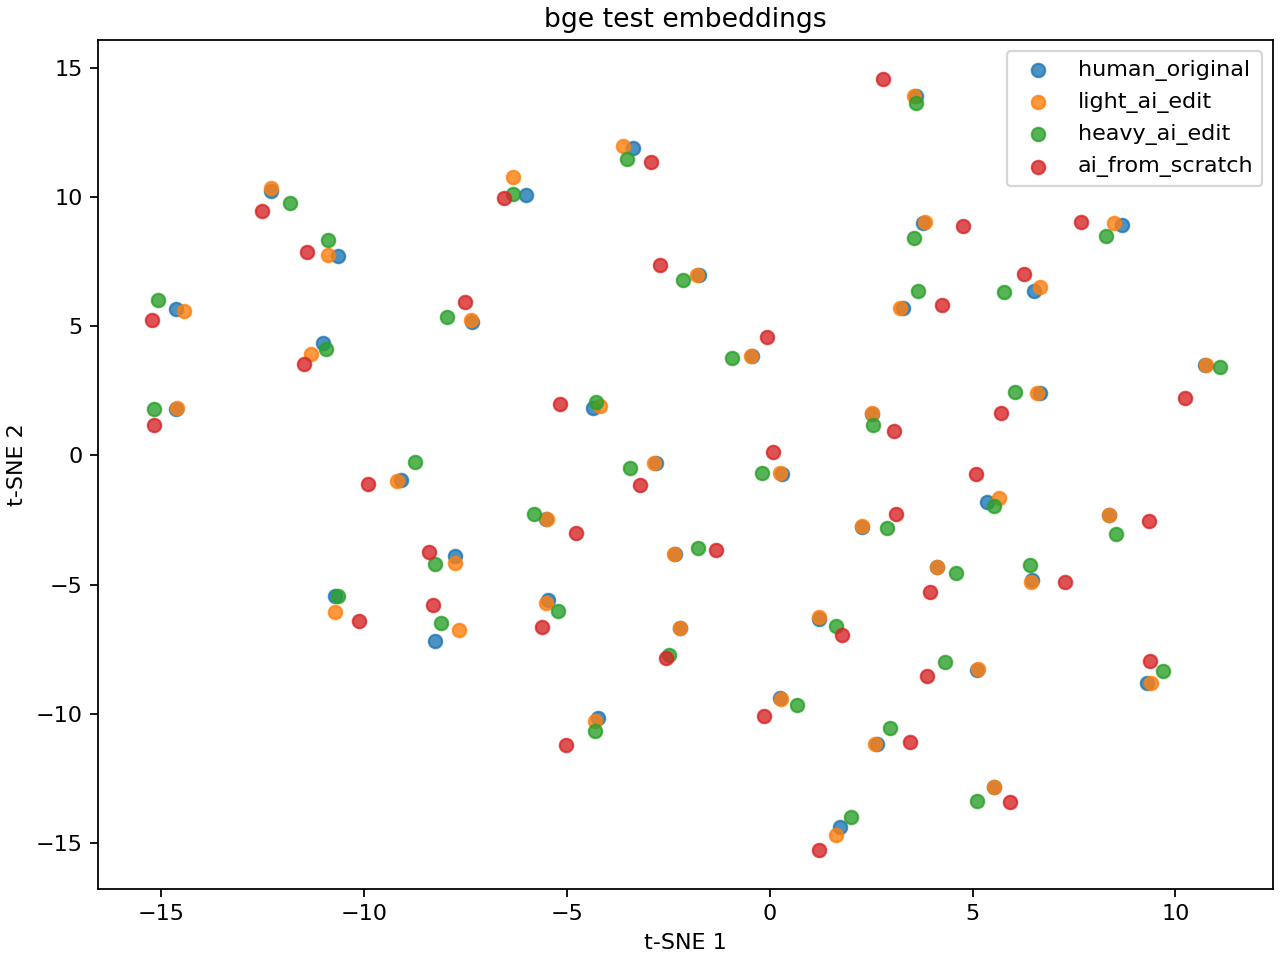 bge test embeddings
human_original
light_ai_edit
heavy_ai_edit
ai_from_scratch
15
10
5
0
−5
−10
−15
t-SNE 2
−15
−10
−5
0
5
10
t-SNE 1